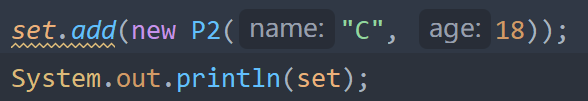 set.add(new P2( name: "C", age: 18));
System.out.println(set);